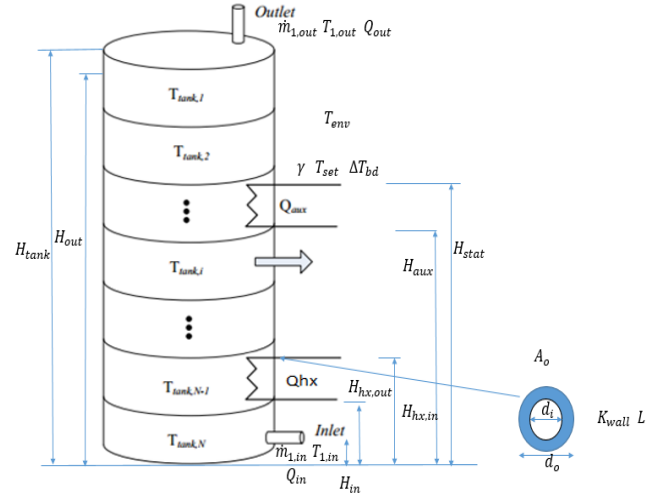 Outlet
ṁ1,out T1,out Qout
Ttank,1
Tenv
Ttank,2
γ Tset ΔTbd
Qaux
Htank
Hout
Hstat
Ttank,i
Haux
Ao
Qhx
Hhx,out
Ttank,N-1
Hhx,in
di
Kwall L
Inlet
Ttank,N
ṁ1,in T1,in
do
Qin
Hin